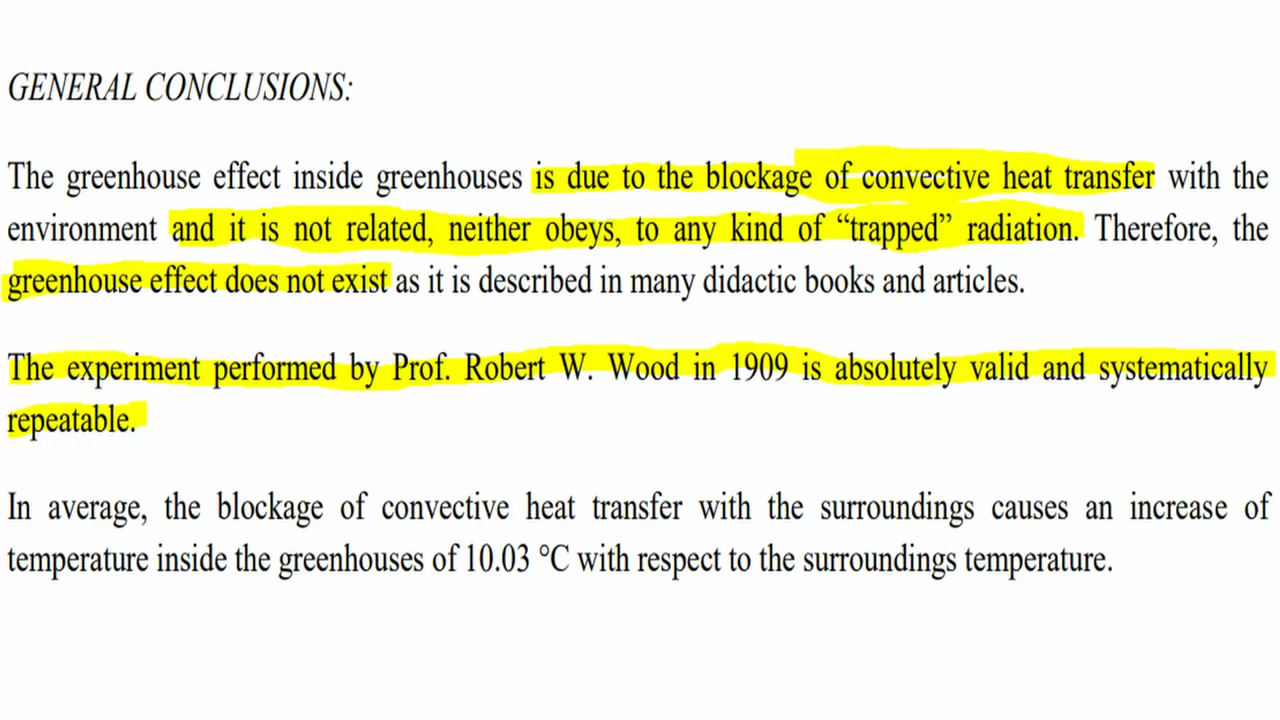 GENERAL CONCLUSIONS:
The greenhouse effect inside greenhouses is due to the blockage of convective heat transfer with the
environment and it is not related, neither obeys, to any kind of “trapped” radiation. Therefore, the
greenhouse effect does not exist as it is described in many didactic books and articles.
The experiment performed by Prof. Robert W. Wood in 1909 is absolutely valid and systematically
repeatable.
In average, the blockage of convective heat transfer with the surroundings causes an increase of
temperature inside the greenhouses of 10.03 °C with respect to the surroundings temperature.